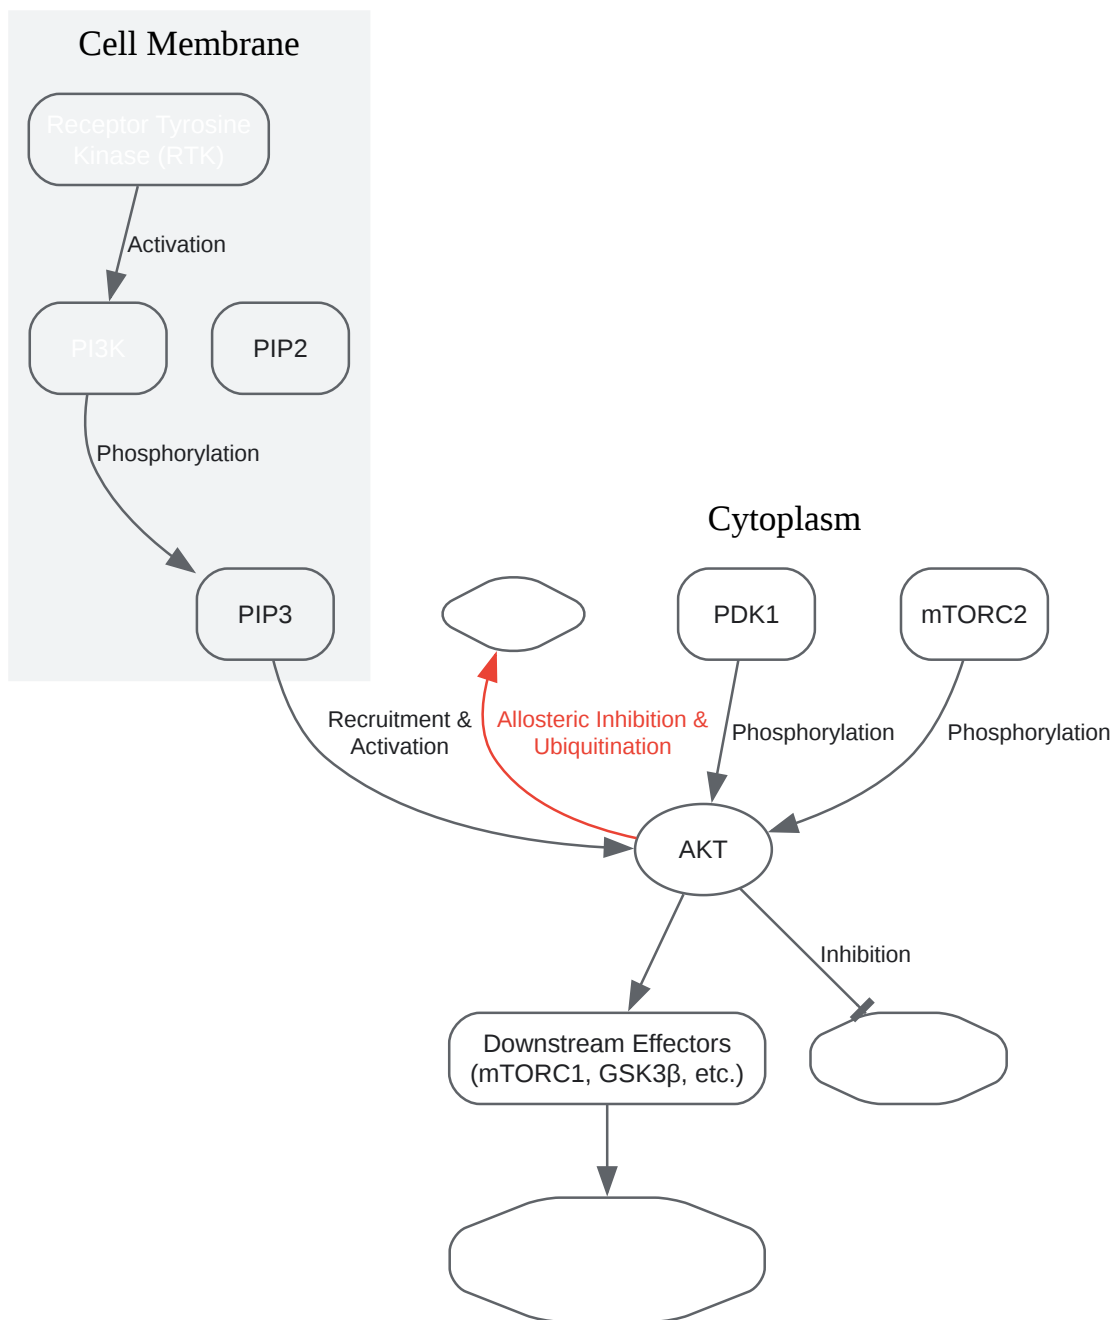 Cell Membrane
Receptor Tyrosine
Kinase (RTK)
Activation
PI3K
PIP2
Phosphorylation
Cytoplasm
PIP3
PDK1
mTORC2
Recruitment &
Activation
Allosteric Inhibition &
Ubiquitination
Phosphorylation
Phosphorylation
AKT
Inhibition
Downstream Effectors
(mTORC1, GSK3β, etc.)